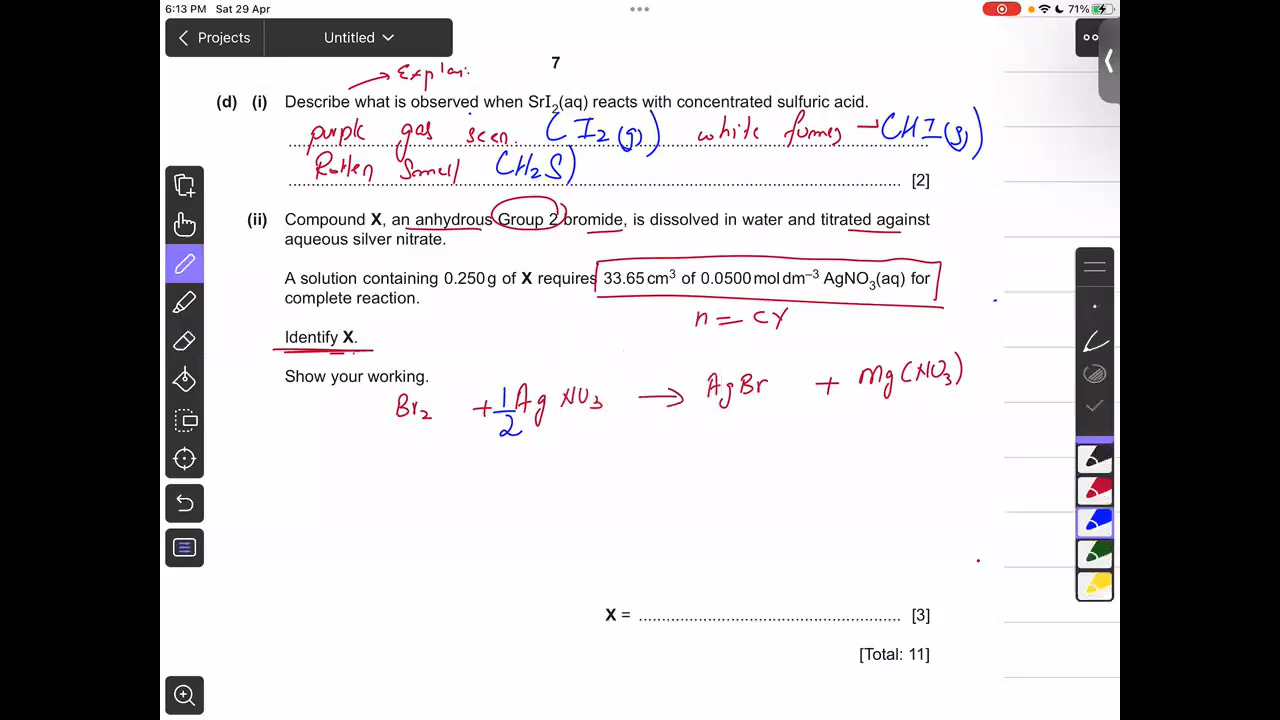 6:13 PM Sat 29 Apr
71%
Projects
Untitled
7
(d) (i) Describe what is observed when SrI₂(aq) reacts with concentrated sulfuric acid.
purple gas seen (I₂(g)) white fumes → CHI(g)
Rotten Smell (H₂S)
[2]
(ii) Compound X, an anhydrous Group 2 bromide, is dissolved in water and titrated against
aqueous silver nitrate.
A solution containing 0.250 g of X requires 33.65 cm³ of 0.0500 mol dm⁻³ AgNO₃(aq) for
complete reaction.
n = CV
Identify X.
Show your working.
Br₂ + 1/2 AgNO₃ → AgBr + Mg(NO₃)
X = .......... [3]
[Total: 11]